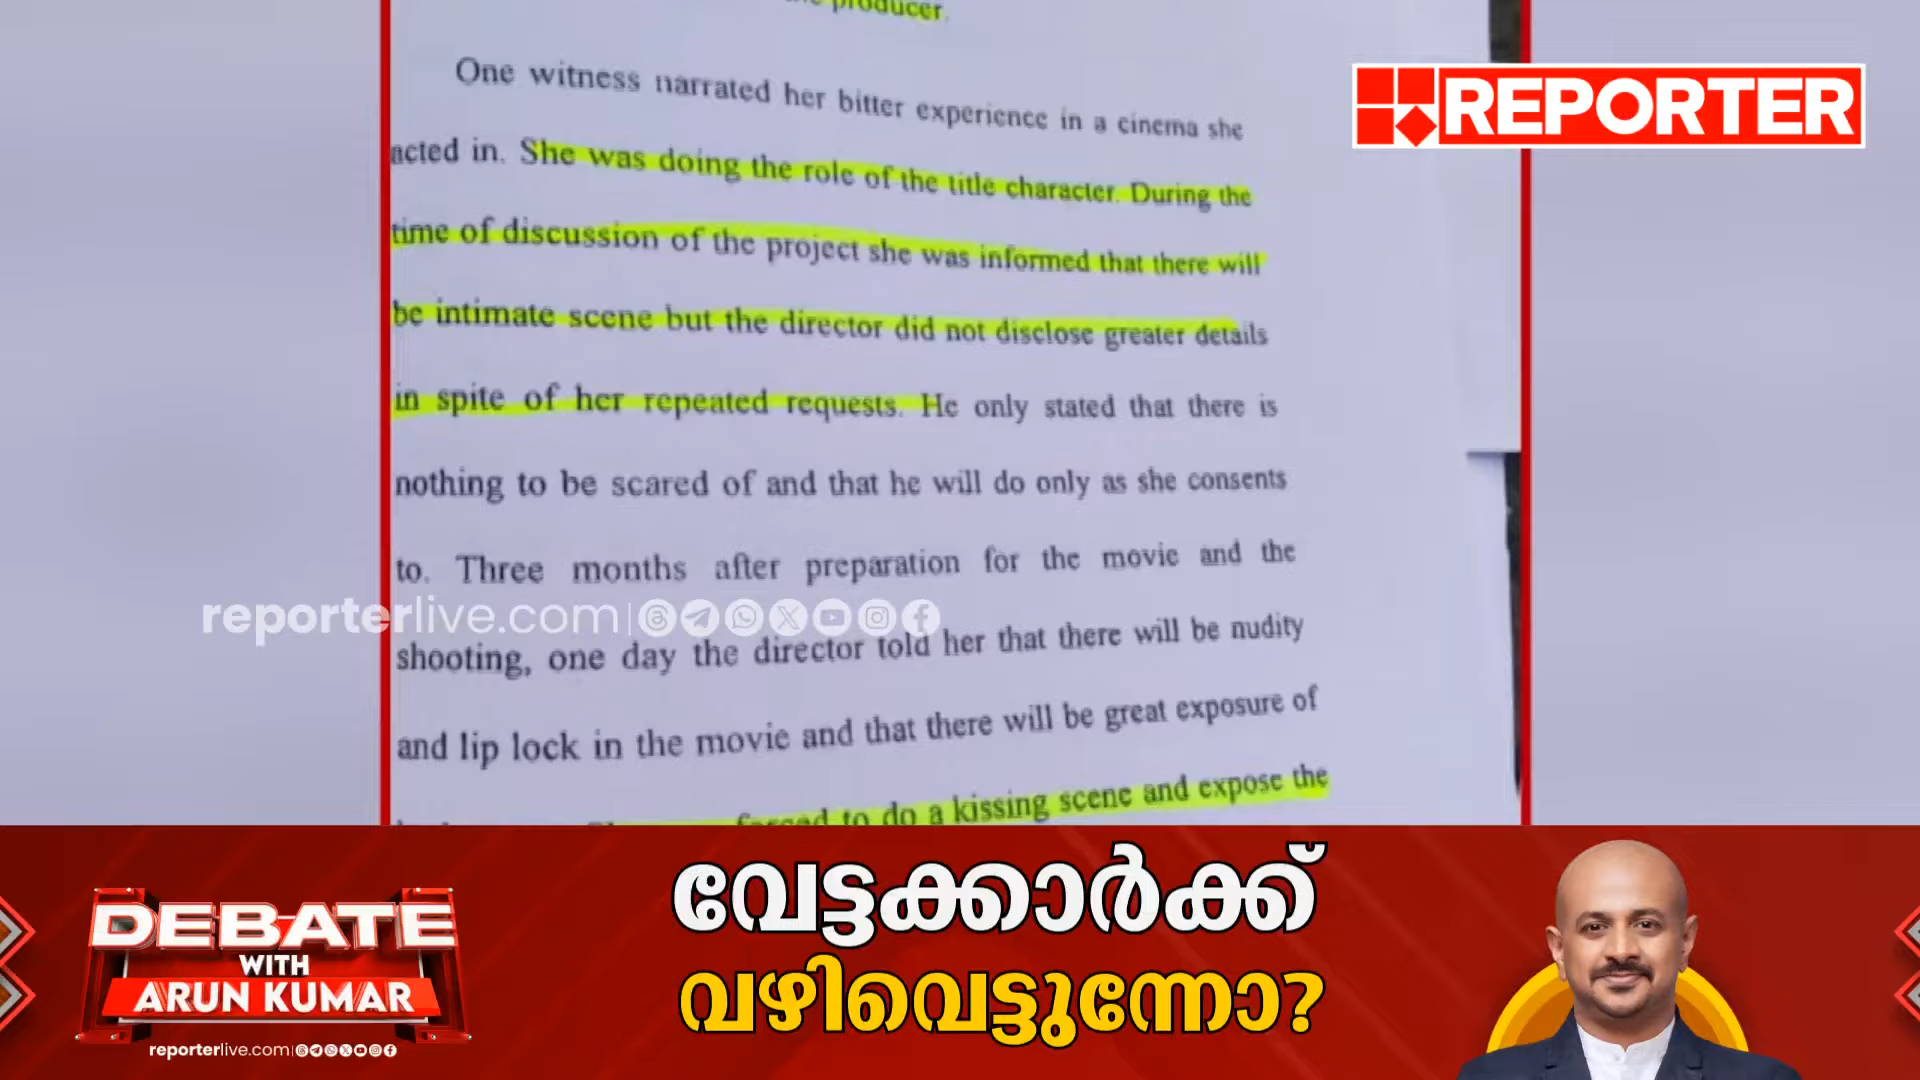 producer.
One witness narrated her bitter experience in a cinema she
acted in. She was doing the role of the title character. During the
time of discussion of the project she was informed that there will
be intimate scene but the director did not disclose greater details
in spite of her repeated requests. He only stated that there is
nothing to be scared of and that he will do only as she consents
to. Three months after preparation for the movie and the
shooting, one day the director told her that there will be nudity
and lip lock in the movie and that there will be great exposure of
forced to do a kissing scene and expose the
REPORTER
reporterlive.com
DEBATE
WITH
ARUN KUMAR
reporterlive.com
വേട്ടക്കാർക്ക്
വഴിവെട്ടുന്നോ?